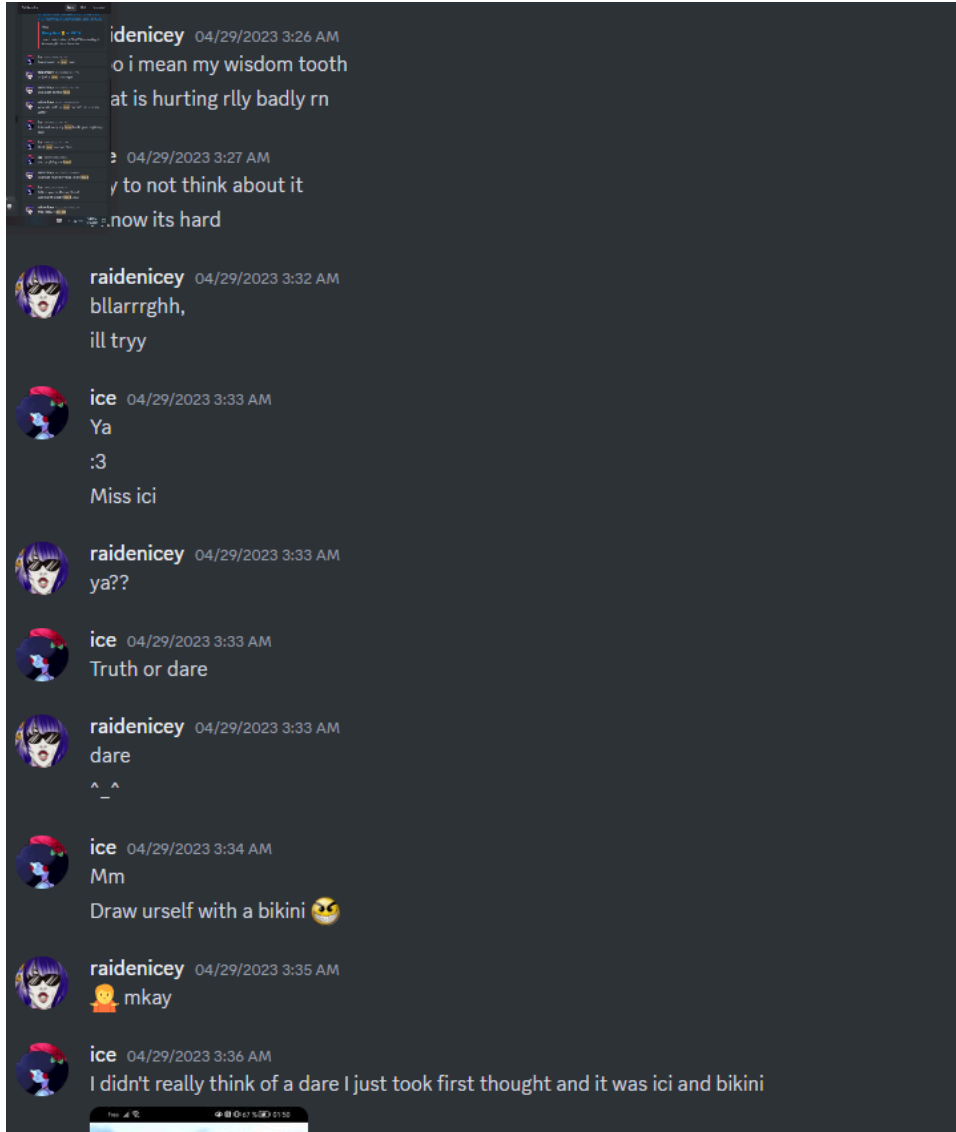 idenicey 04/29/2023 3:26 AM
o i mean my wisdom tooth
at is hurting rlly badly rn
e 04/29/2023 3:27 AM
y to not think about it
now its hard
raidenicey 04/29/2023 3:32 AM
bllarrrghh,
ill tryy
ice 04/29/2023 3:33 AM
Ya
:3
Miss ici
raidenicey 04/29/2023 3:33 AM
ya??
ice 04/29/2023 3:33 AM
Truth or dare
raidenicey 04/29/2023 3:33 AM
dare
^_^
ice 04/29/2023 3:34 AM
Mm
Draw urself with a bikini
raidenicey 04/29/2023 3:35 AM
mkay
ice 04/29/2023 3:36 AM
I didn't really think of a dare I just took first thought and it was ici and bikini
Free 67 % 01:50